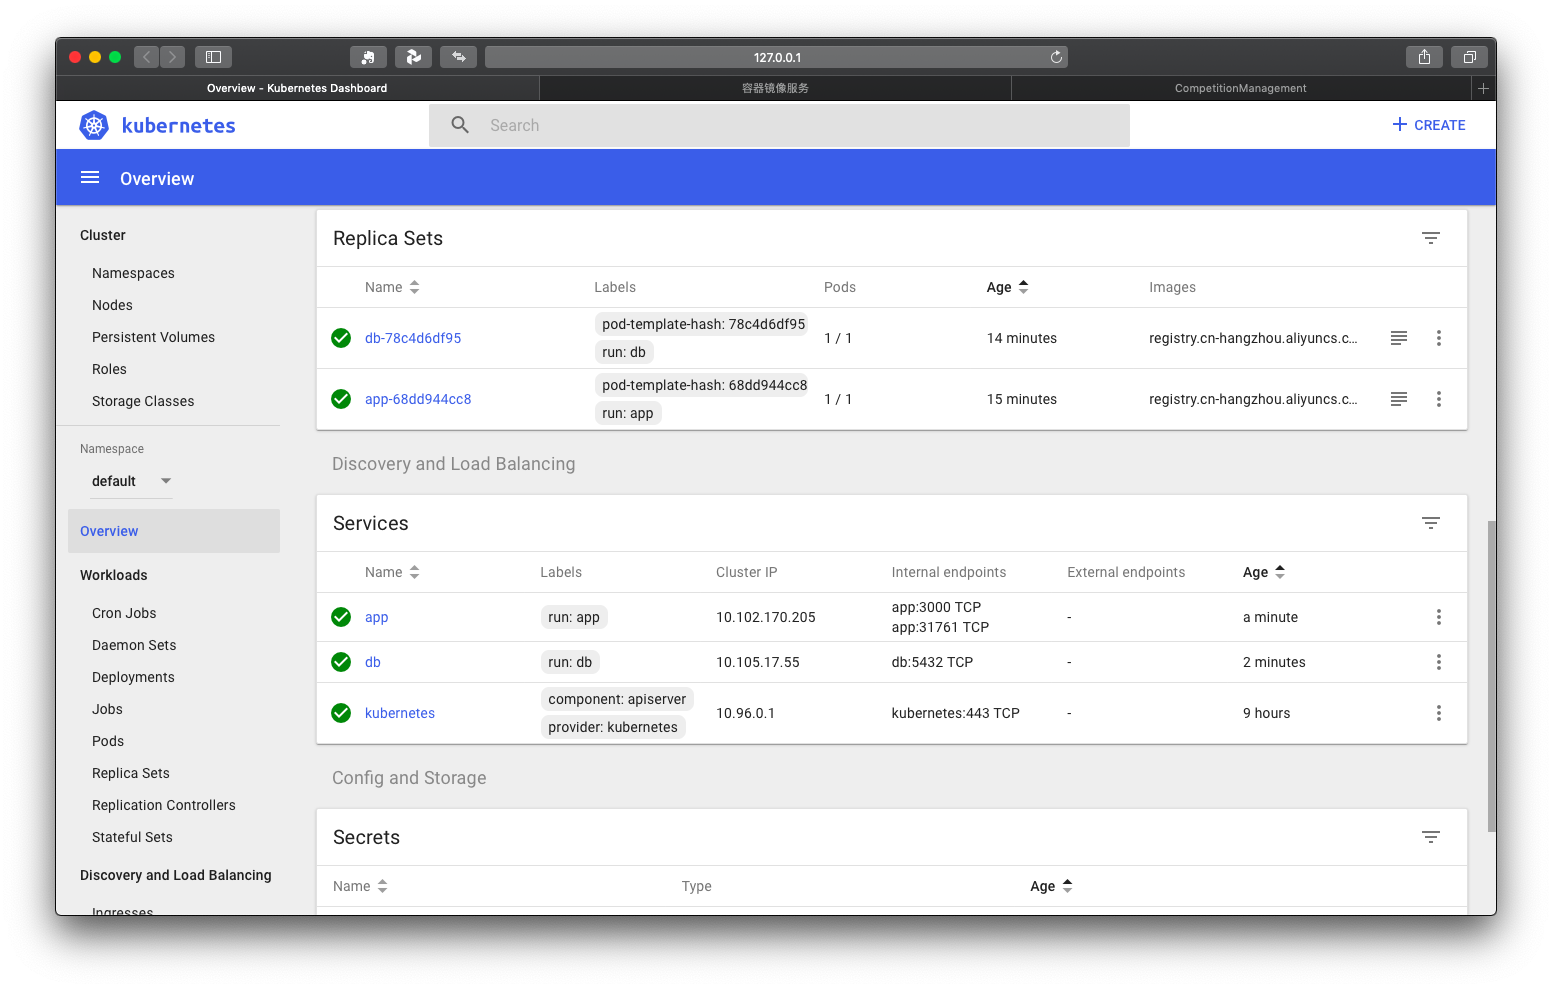 127.0.0.1
Overview - Kubernetes Dashboard
容器镜像服务
CompetitionManagement
kubernetes
Search
CREATE
Overview
Cluster
Namespaces
Nodes
Persistent Volumes
Roles
Storage Classes
Namespace
default
Overview
Workloads
Cron Jobs
Daemon Sets
Deployments
Jobs
Pods
Replica Sets
Replication Controllers
Stateful Sets
Discovery and Load Balancing
Ingresses
Replica Sets
Name Labels Pods Age Images
db-78c4d6df95 pod-template-hash: 78c4d6df95 run: db 1 / 1 14 minutes registry.cn-hangzhou.aliyuncs.c...
app-68dd944cc8 pod-template-hash: 68dd944cc8 run: app 1 / 1 15 minutes registry.cn-hangzhou.aliyuncs.c...
Discovery and Load Balancing
Services
Name Labels Cluster IP Internal endpoints External endpoints Age
app run: app 10.102.170.205 app:3000 TCP app:31761 TCP - a minute
db run: db 10.105.17.55 db:5432 TCP - 2 minutes
kubernetes component: apiserver provider: kubernetes 10.96.0.1 kubernetes:443 TCP - 9 hours
Config and Storage
Secrets
Name Type Age